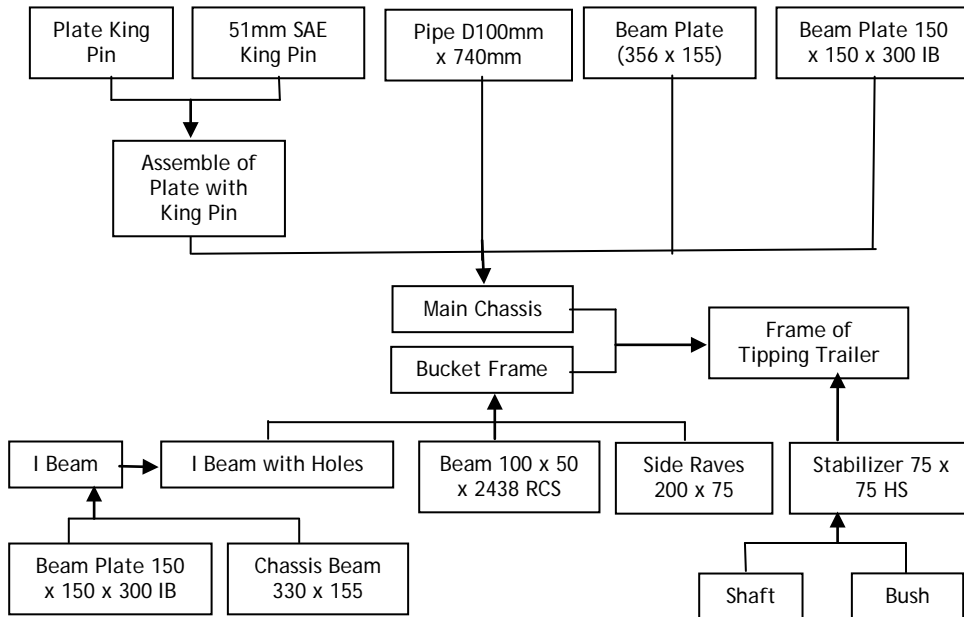 Plate King
Pin
51mm SAE
King Pin
Pipe D100mm
x 740mm
Beam Plate
(356 x 155)
Beam Plate 150
x 150 x 300 IB
Assemble of
Plate with
King Pin
Main Chassis
Bucket Frame
Frame of
Tipping Trailer
I Beam
I Beam with Holes
Beam 100 x 50
x 2438 RCS
Side Raves
200 x 75
Stabilizer 75 x
75 HS
Beam Plate 150
x 150 x 300 IB
Chassis Beam
330 x 155
Shaft
Bush